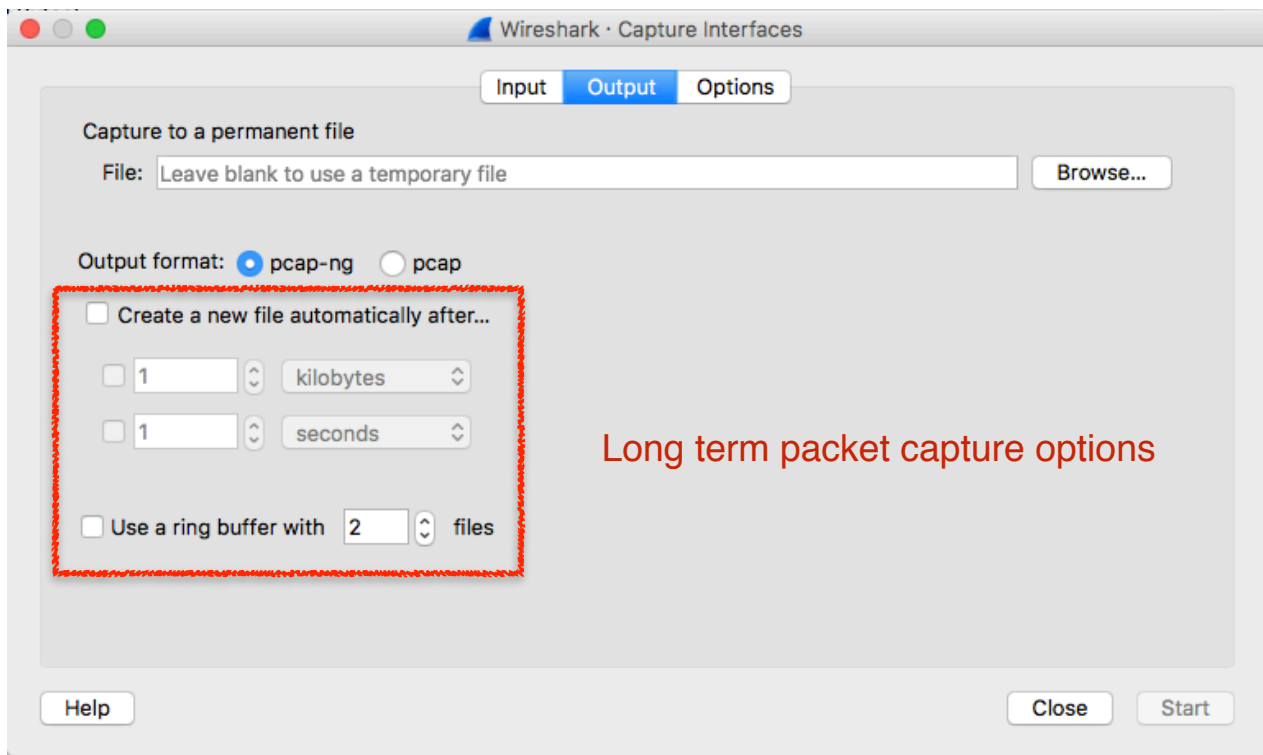 Wireshark · Capture Interfaces
Input Output Options
Capture to a permanent file
File: Leave blank to use a temporary file Browse...
Output format: pcap-ng pcap
Create a new file automatically after...
1 kilobytes
1 seconds
Long term packet capture options
Use a ring buffer with 2 files
Help Close Start